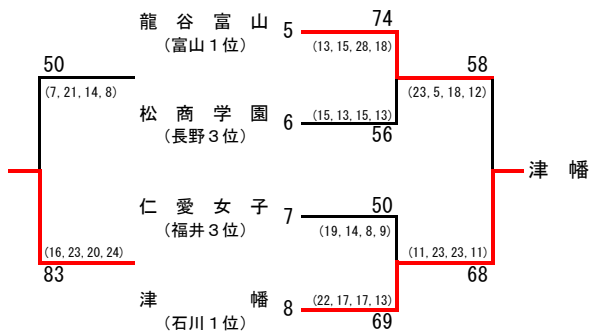 龍谷富山
(富山1位)
5
74
(13, 15, 28, 18)
松商学園
(長野3位)
6
(15, 13, 15, 13)
56
58
(23, 5, 18, 12)
50
(7, 21, 14, 8)
津幡
仁愛女子
(福井3位)
7
50
(19, 14, 8, 9)
津幡
(石川1位)
8
(22, 17, 17, 13)
69
(11, 23, 23, 11)
68
(16, 23, 20, 24)
83